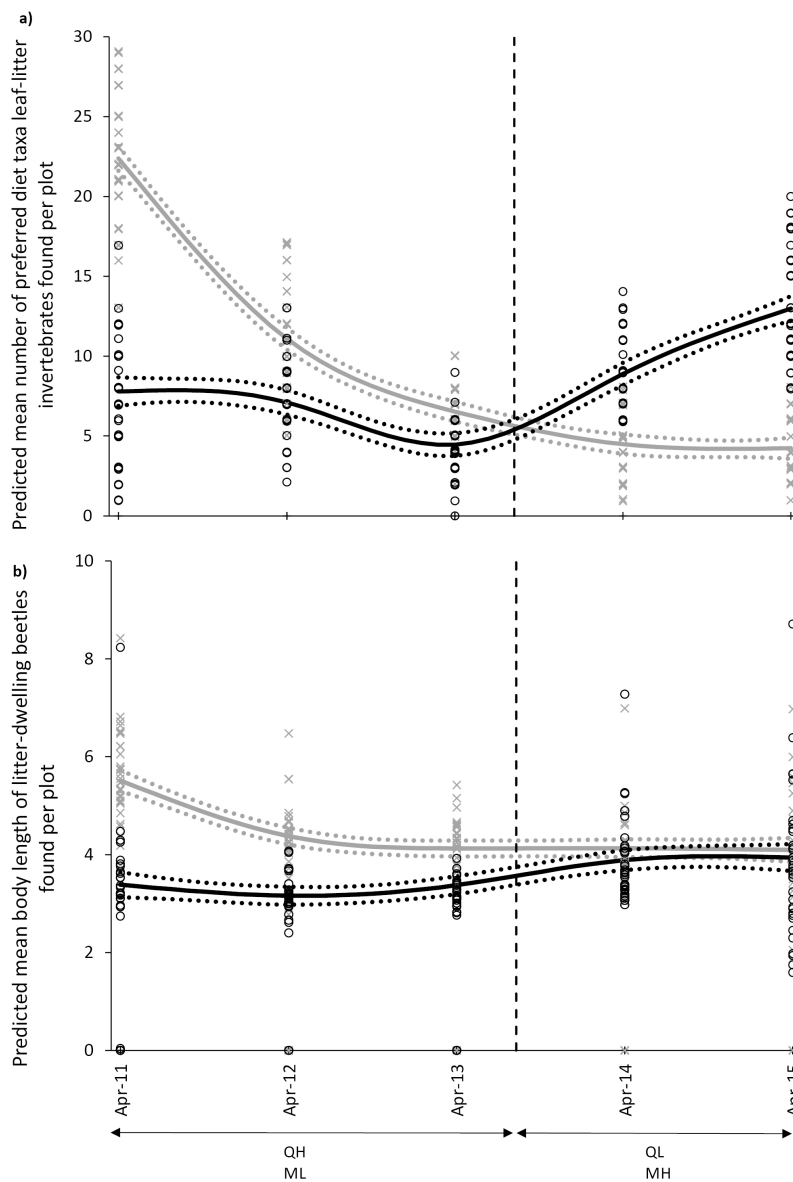 a)
Predicted mean number of preferred diet taxa leaf-litter
invertebrates found per plot
30
25
20
15
10
5
0
b)
Predicted mean body length of litter-dwelling beetles
found per plot
10
8
6
4
2
0
Apr-11
Apr-12
Apr-13
Apr-14
Apr-15
QH
QL
ML
MH